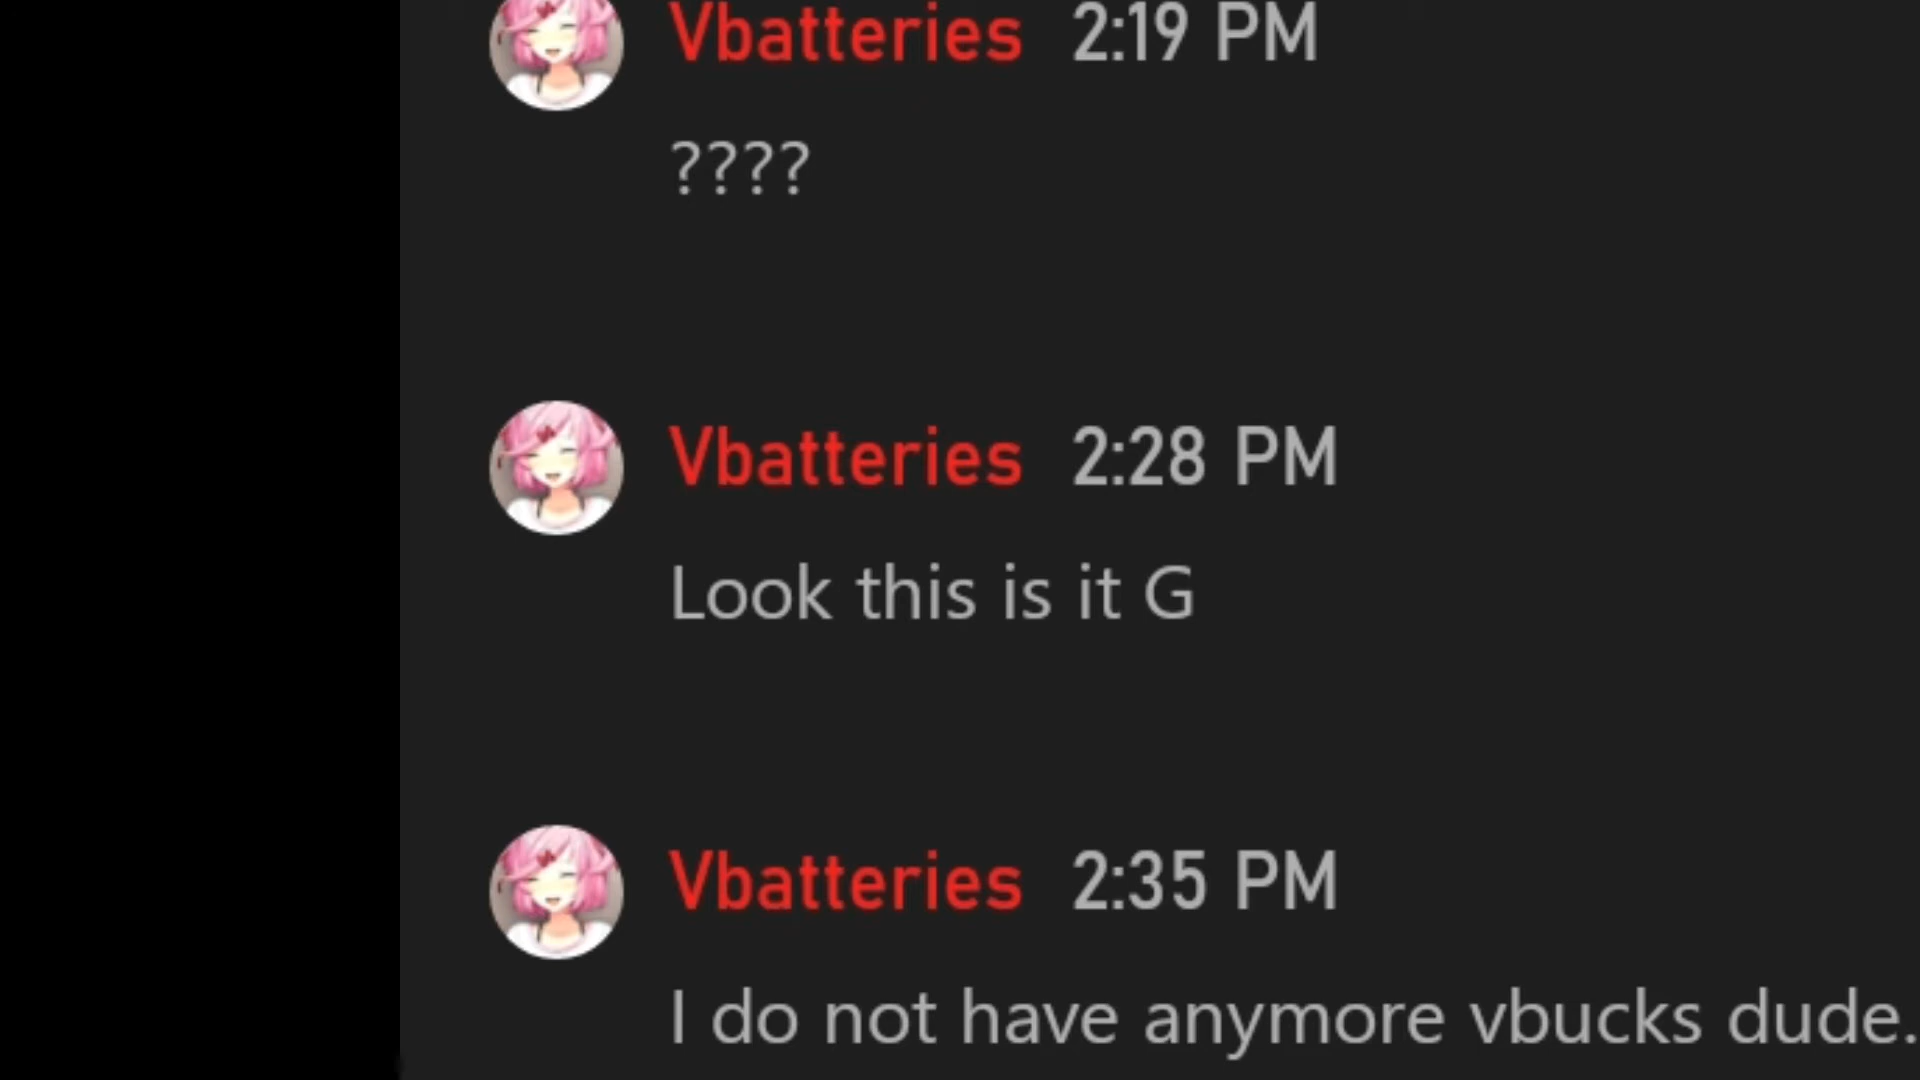 Vbatteries 2:19 PM
????
Vbatteries 2:28 PM
Look this is it G
Vbatteries 2:35 PM
I do not have anymore vbucks dude.